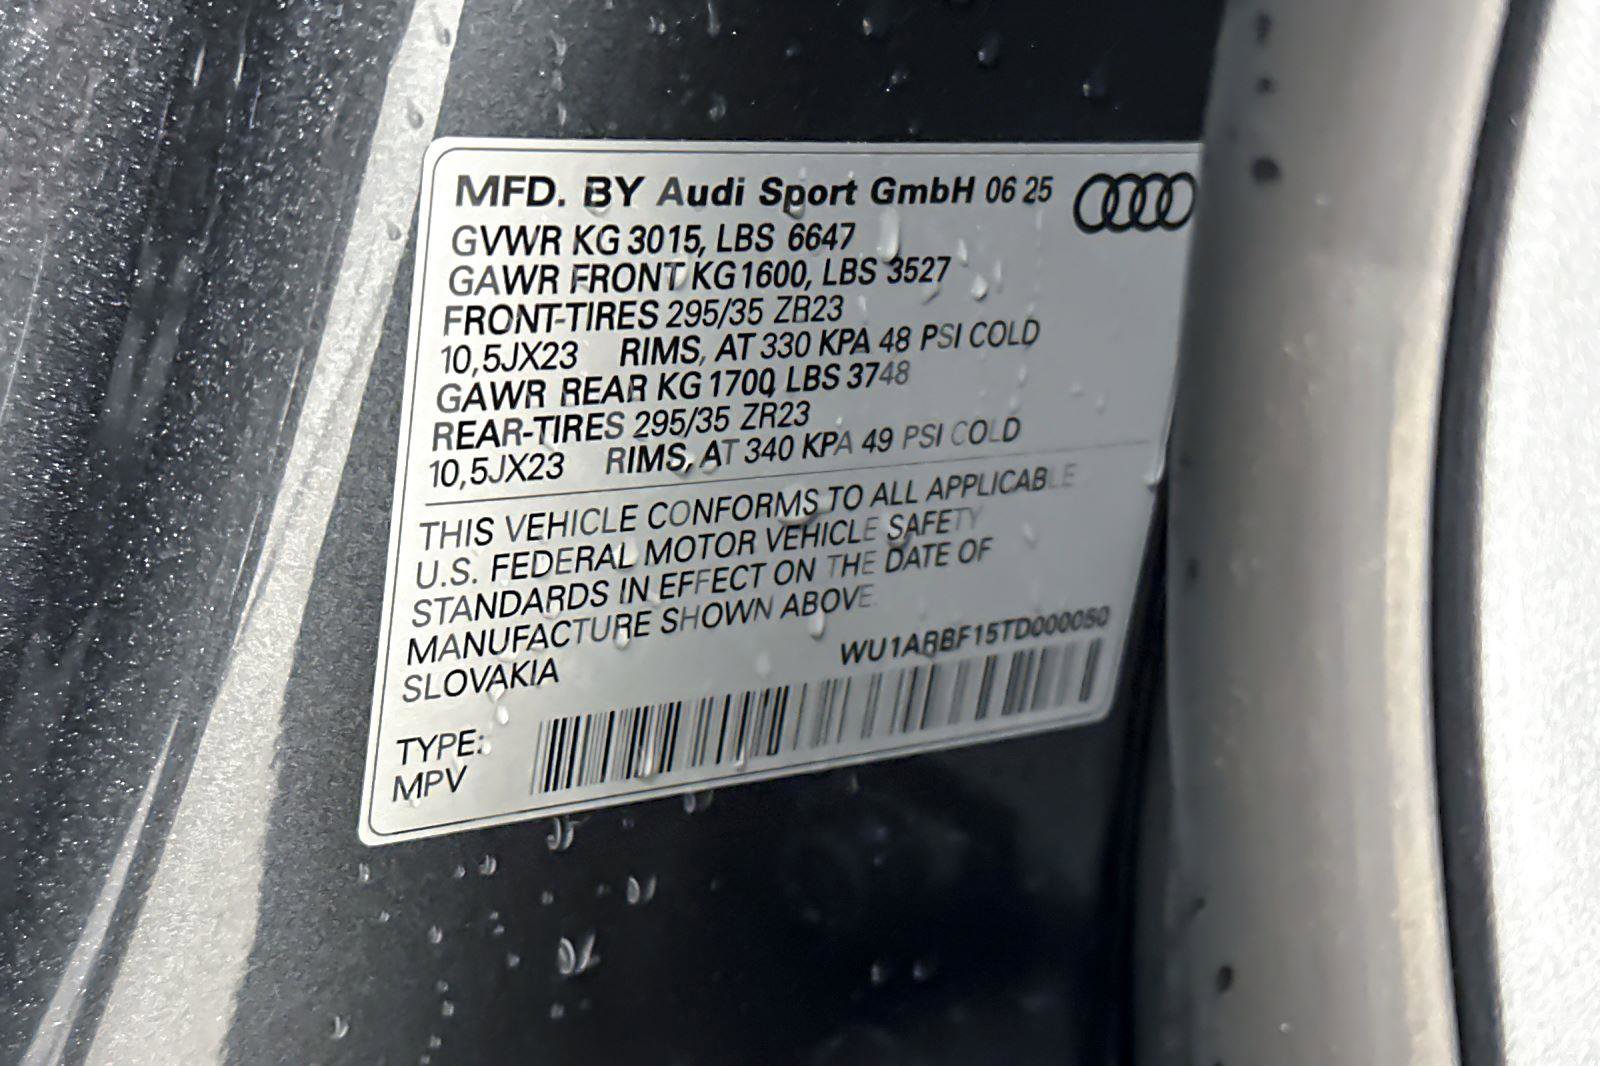 MFD. BY Audi Sport GmbH 06 25
GVWR KG 3015, LBS 6647
GAWR FRONT KG 1600, LBS 3527
FRONT-TIRES 295/35 ZR23
10,5JX23 RIMS, AT 330 KPA 48 PSI COLD
GAWR REAR KG 1700, LBS 3748
REAR-TIRES 295/35 ZR23
10,5JX23 RIMS, AT 340 KPA 49 PSI COLD
THIS VEHICLE CONFORMS TO ALL APPLICABLE
U.S. FEDERAL MOTOR VEHICLE SAFETY
STANDARDS IN EFFECT ON THE DATE OF
MANUFACTURE SHOWN ABOVE.
SLOVAKIA
WU1ARBF15TD000050
TYPE:
MPV